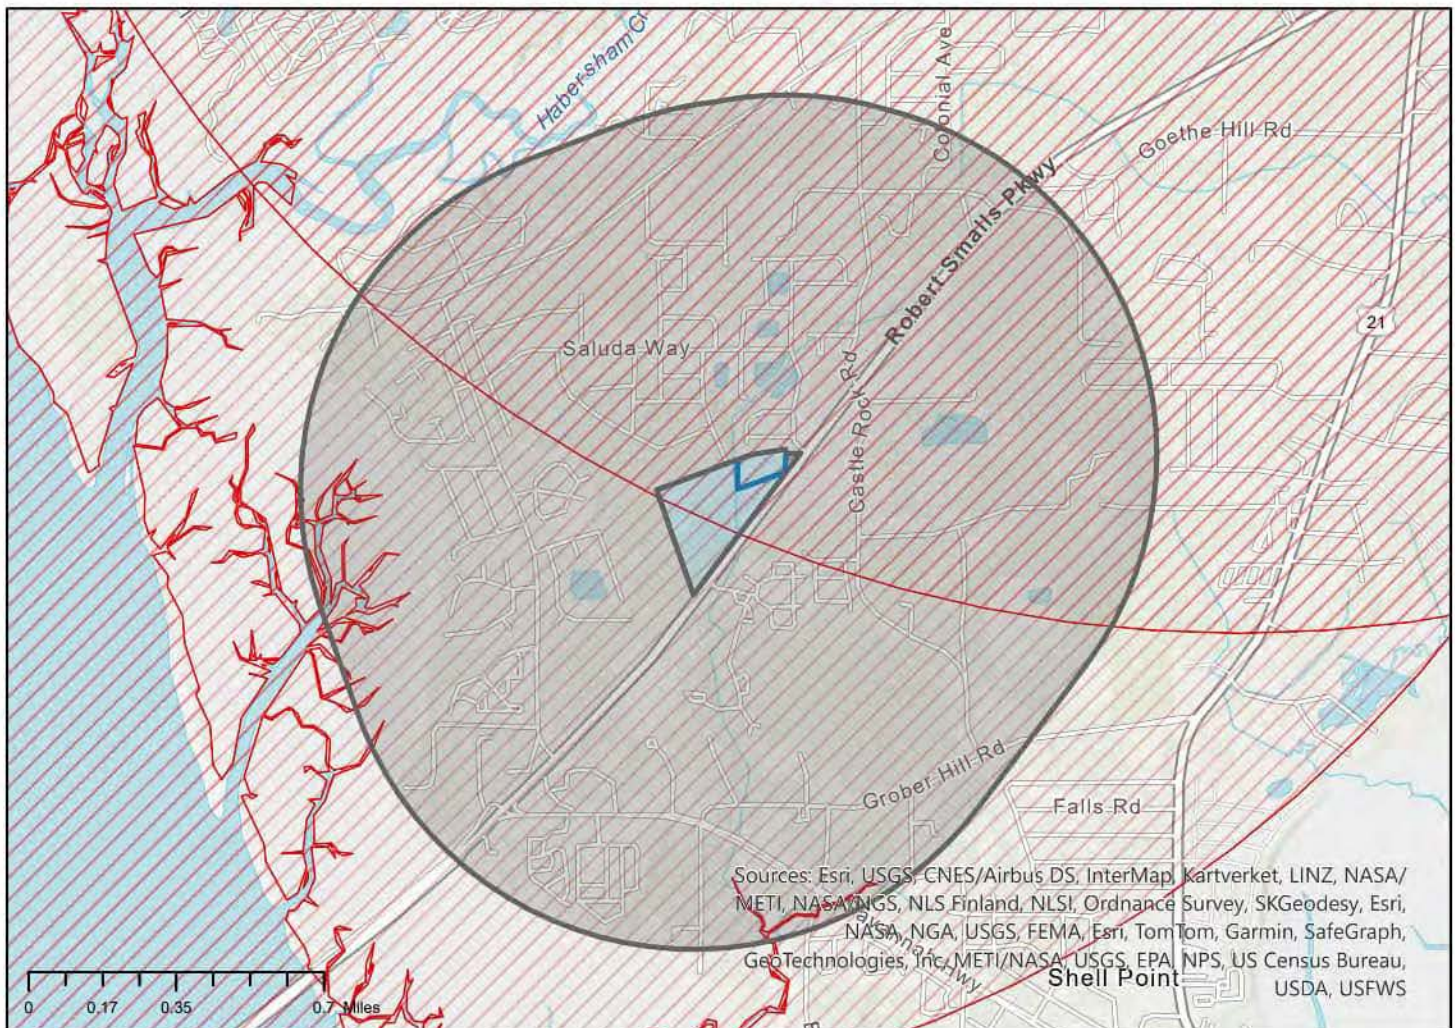 Habersham Cr
Colonial Ave
Goethe Hill Rd
Robert Smalls Pkwy
21
Saluda Way
Castle Rock Rd
Grober Hill Rd
Falls Rd
Sources: Esri, USGS, CNES/Airbus DS, InterMap, Kartverket, LINZ, NASA/
METI, NASA/NGS, NLS Finland, NLSI, Ordnance Survey, SKGeodesy, Esri,
NASA, NGA, USGS, FEMA, Esri, TomTom, Garmin, SafeGraph,
GeoTechnologies, Inc, METI/NASA, USGS, EPA, NPS, US Census Bureau,
USDA, USFWS
Hwy
Shell Point
0 0.17 0.35 0.7 Miles